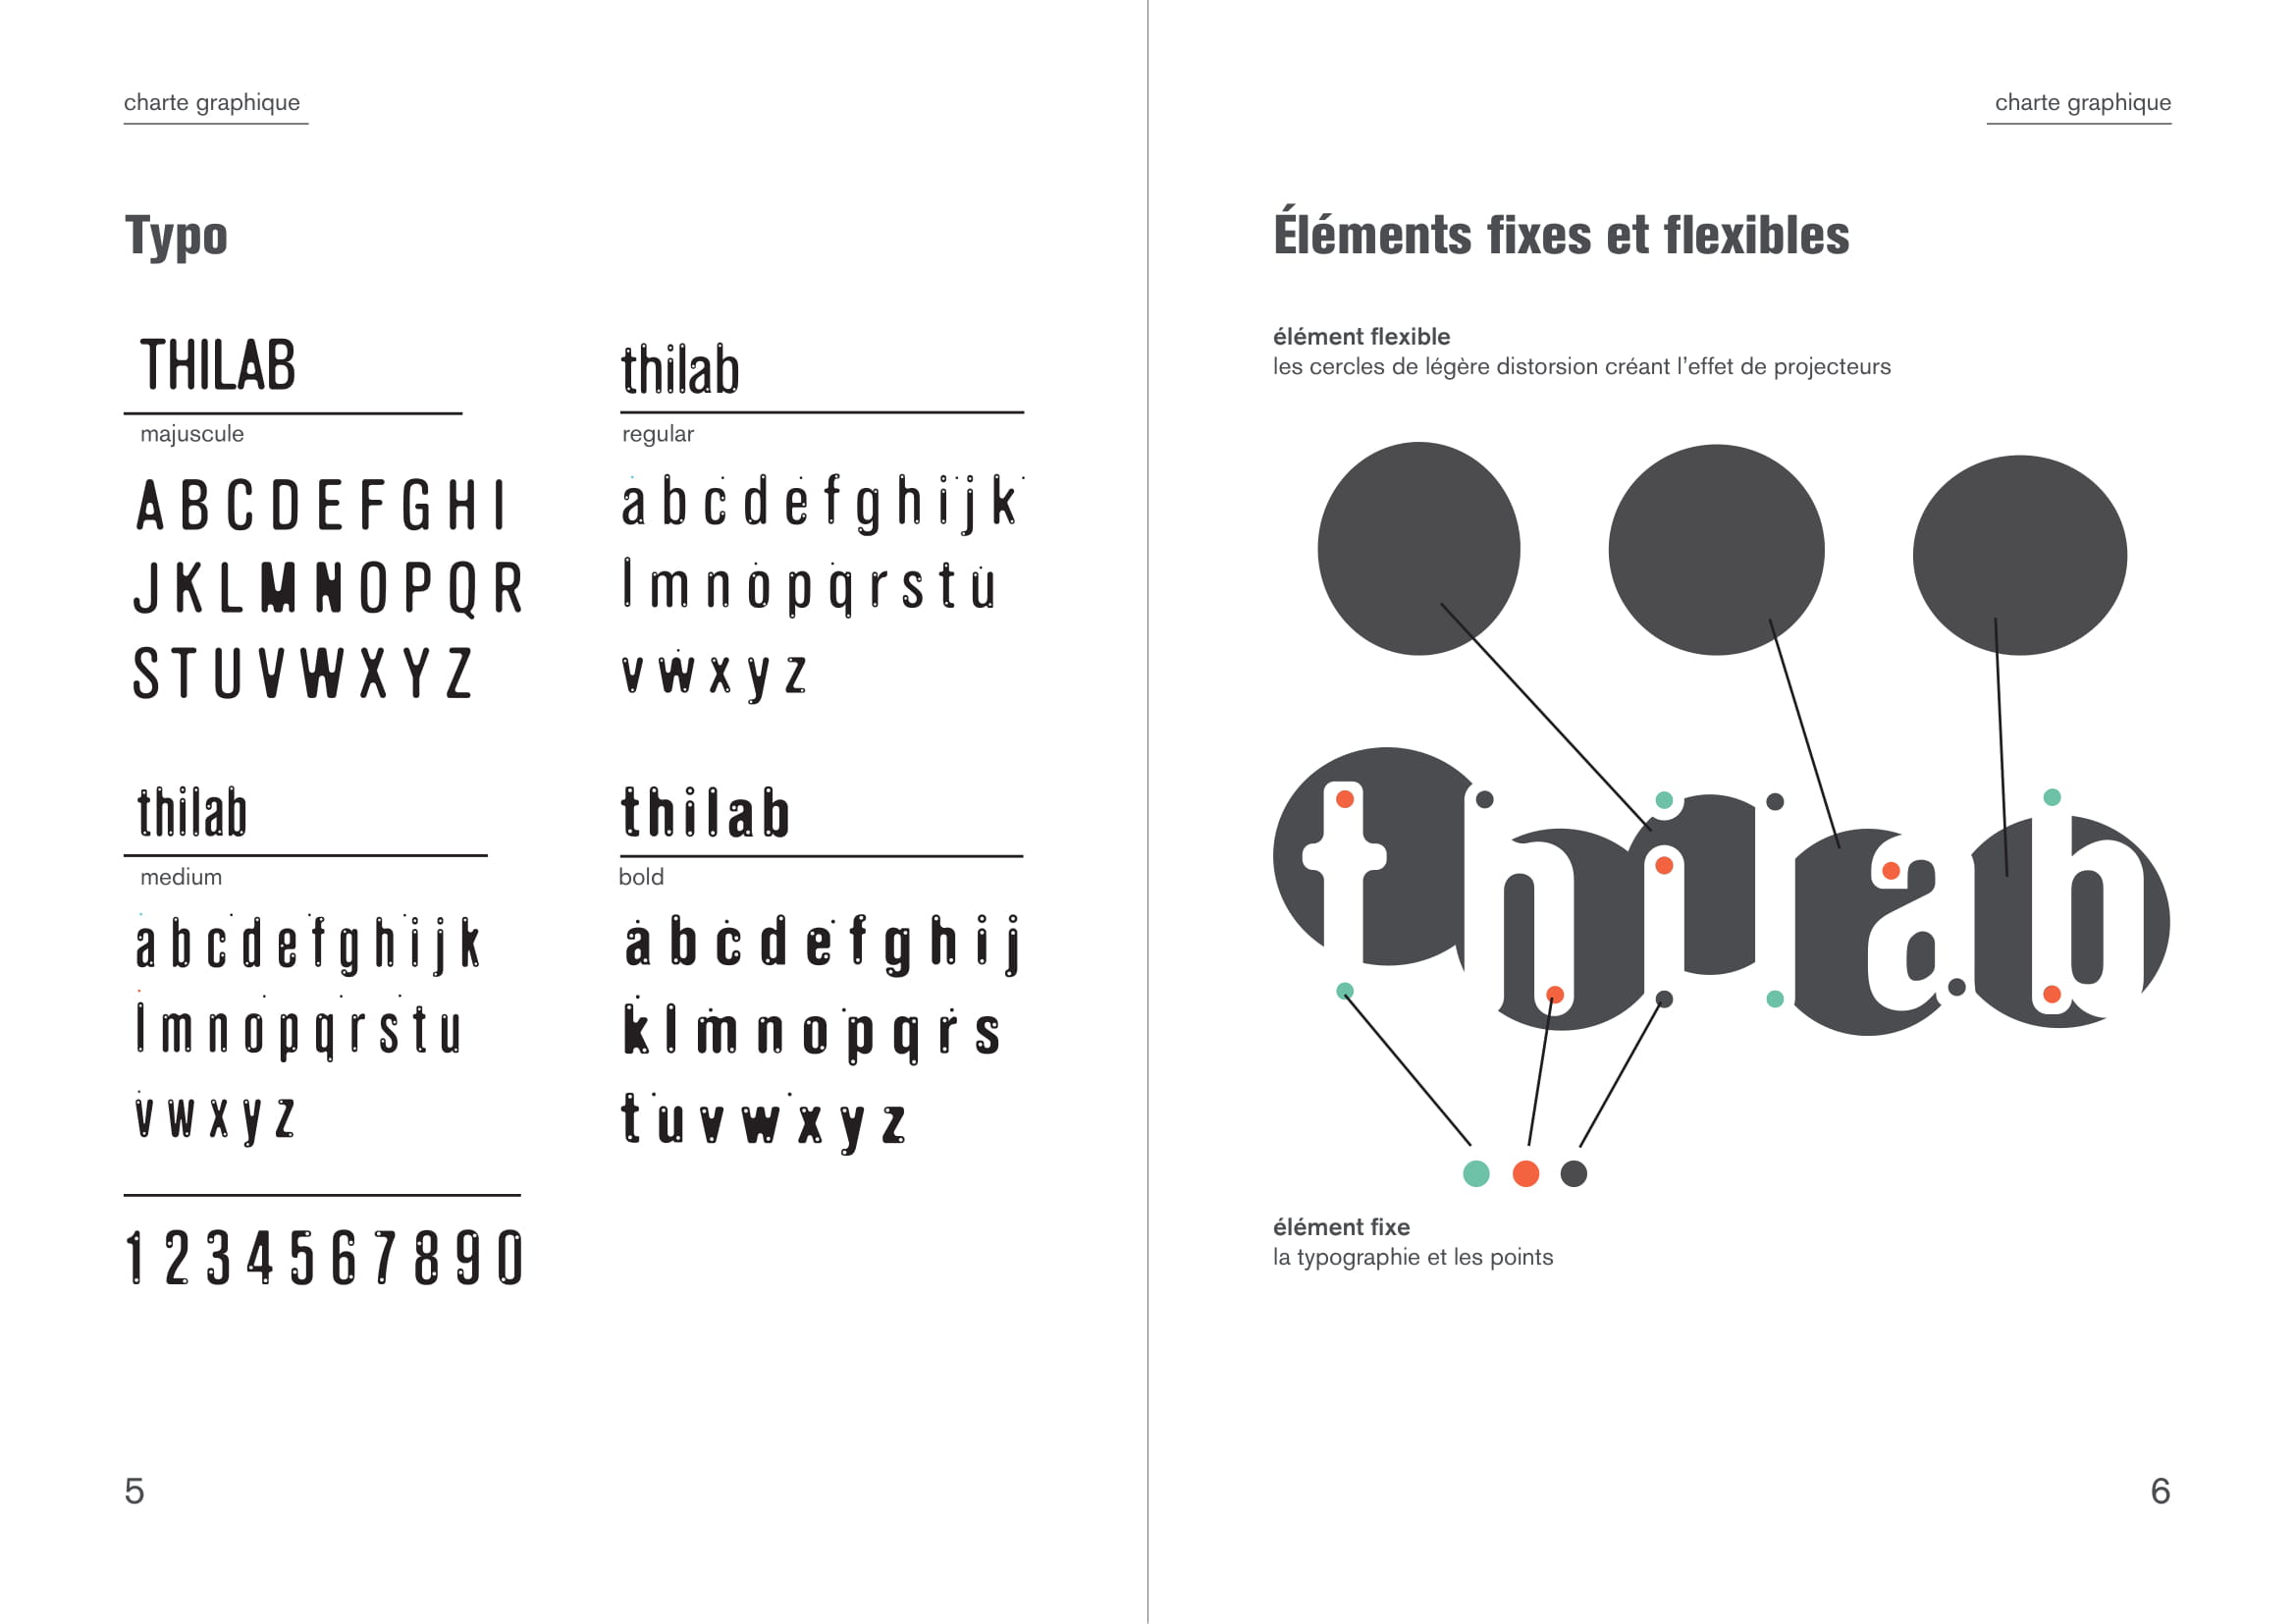 charte graphique
Typo
THILAB
majuscule
A B C D E F G H I
J K L M N O P Q R
S T U V W X Y Z
thilab
regular
a b c d e f g h i j k
l m n o p q r s t u
v w x y z
thilab
medium
a b c d e f g h i j k
l m n o p q r s t u
v w x y z
thilab
bold
a b c d e f g h i j
k l m n o p q r s
t u v w x y z
1 2 3 4 5 6 7 8 9 0
5
charte graphique
Éléments fixes et flexibles
élément flexible
les cercles de légère distorsion créant l’effet de projecteurs
thilab
élément fixe
la typographie et les points
6